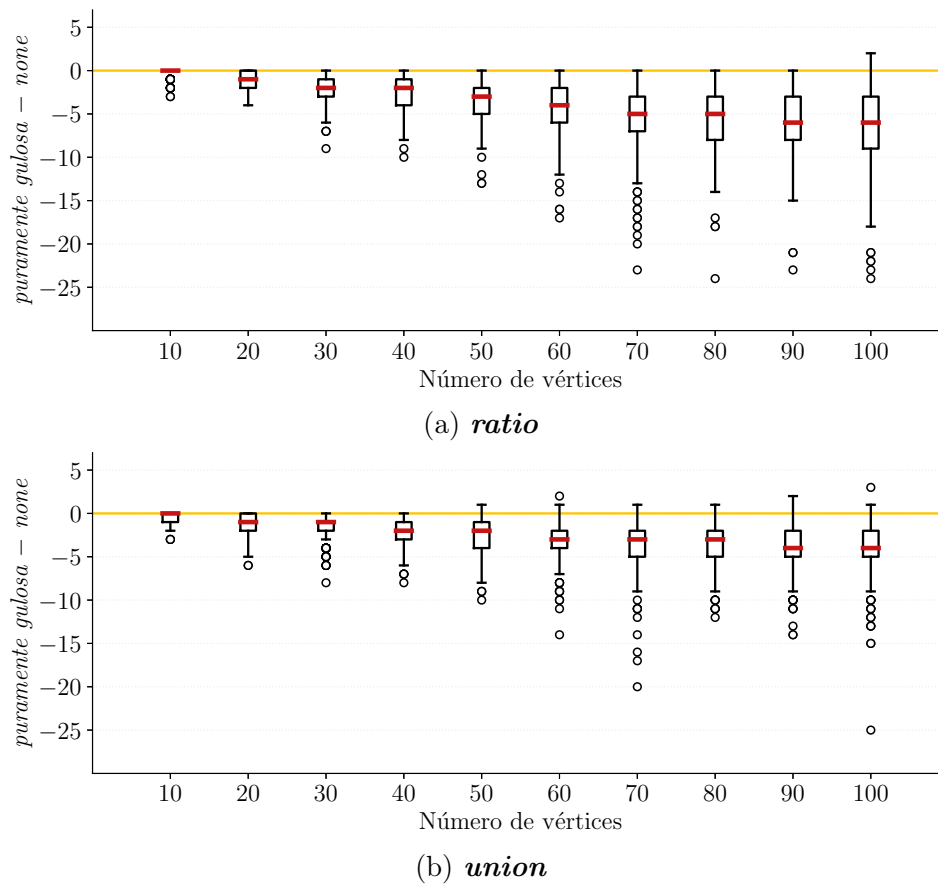 5
0
−5
−10
−15
−20
−25
puramente gulosa − none
10 20 30 40 50 60 70 80 90 100
Número de vértices
(a) ratio
5
0
−5
−10
−15
−20
−25
puramente gulosa − none
10 20 30 40 50 60 70 80 90 100
Número de vértices
(b) union